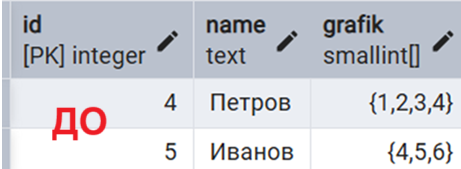 id name grafik
[PK] integer text smallint[]
4 Петров {1,2,3,4}
ДО
5 Иванов {4,5,6}